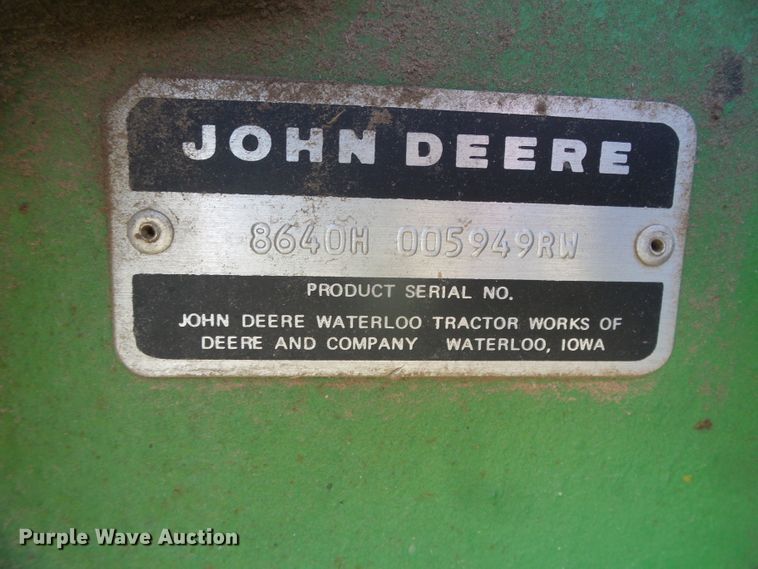 JOHN DEERE
8640H 005949RW
PRODUCT SERIAL NO.
JOHN DEERE WATERLOO TRACTOR WORKS OF
DEERE AND COMPANY WATERLOO, IOWA
Purple Wave Auction